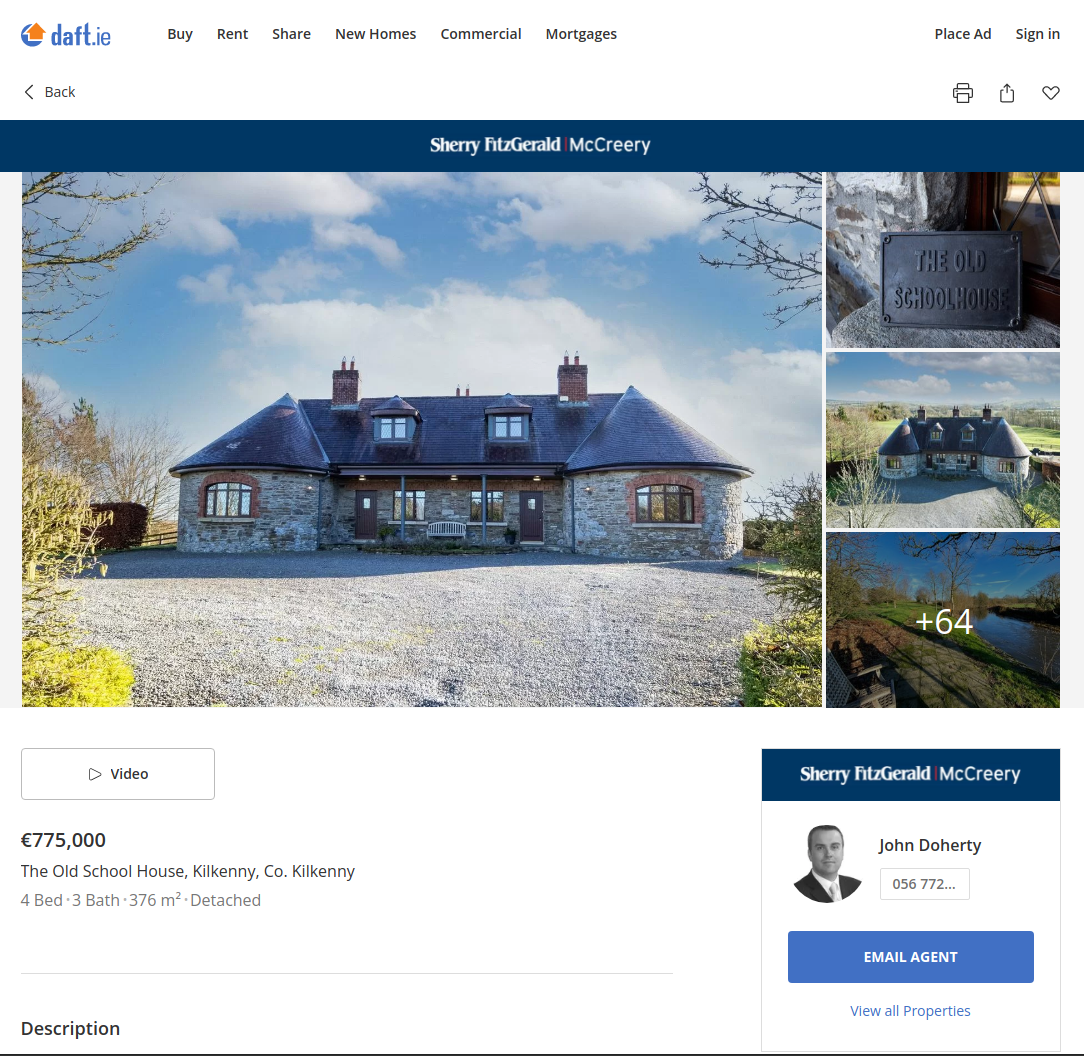 daft.ie
Buy Rent Share New Homes Commercial Mortgages Place Ad Sign in
Back
Sherry FitzGerald McCreery
THE OLD
SCHOOLHOUSE
+64
Video
Sherry FitzGerald McCreery
€775,000
John Doherty
The Old School House, Kilkenny, Co. Kilkenny
056 772...
4 Bed · 3 Bath · 376 m² · Detached
EMAIL AGENT
View all Properties
Description